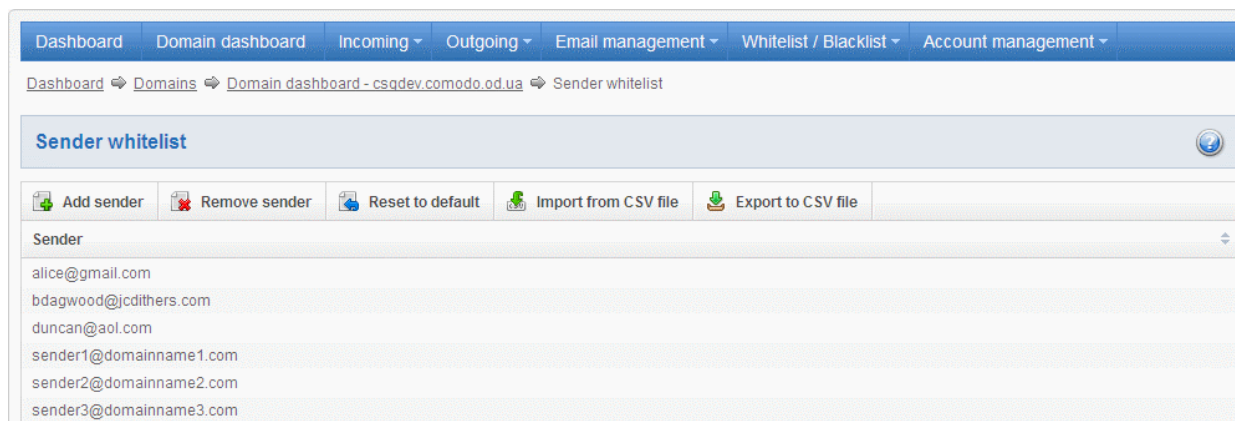 Dashboard Domain dashboard Incoming Outgoing Email management Whitelist / Blacklist Account management
Dashboard Domains Domain dashboard - csgdev.comodo.od.ua Sender whitelist
Sender whitelist
Add sender Remove sender Reset to default Import from CSV file Export to CSV file
Sender
alice@gmail.com
bdagwood@jcdithers.com
duncan@aol.com
sender1@domainname1.com
sender2@domainname2.com
sender3@domainname3.com